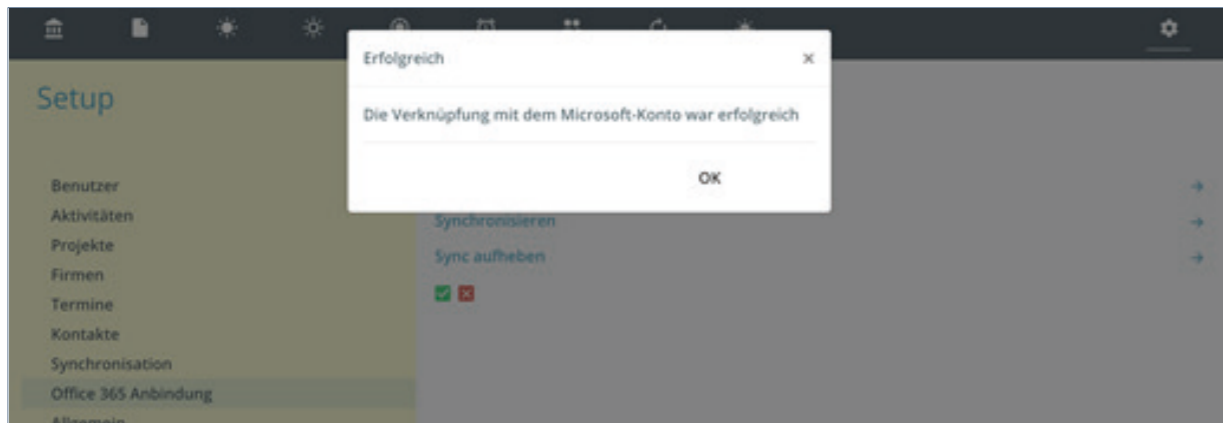 Erfolgreich ×
Setup
Die Verknüpfung mit dem Microsoft-Konto war erfolgreich
OK
Benutzer
Aktivitäten
Synchronisieren
Projekte
Sync aufheben
Firmen
Termine
Kontakte
Synchronisation
Office 365 Anbindung
Allgemein